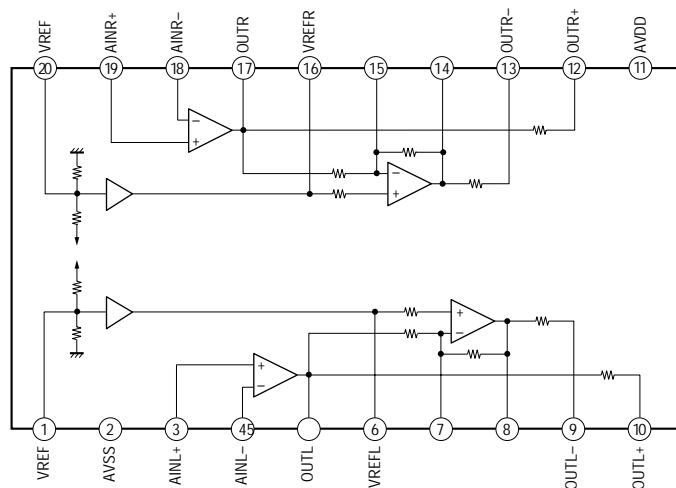 VREF AINR+ AINR− OUTR VREFR OUTR− OUTR+ AVDD
20 19 18 17 16 15 14 13 12 11
− +
− +
+ −
+ −
1 2 3 45 6 7 8 9 10
VREF AVSS AINL+ AINL− OUTL VREFL OUTL− OUTL+